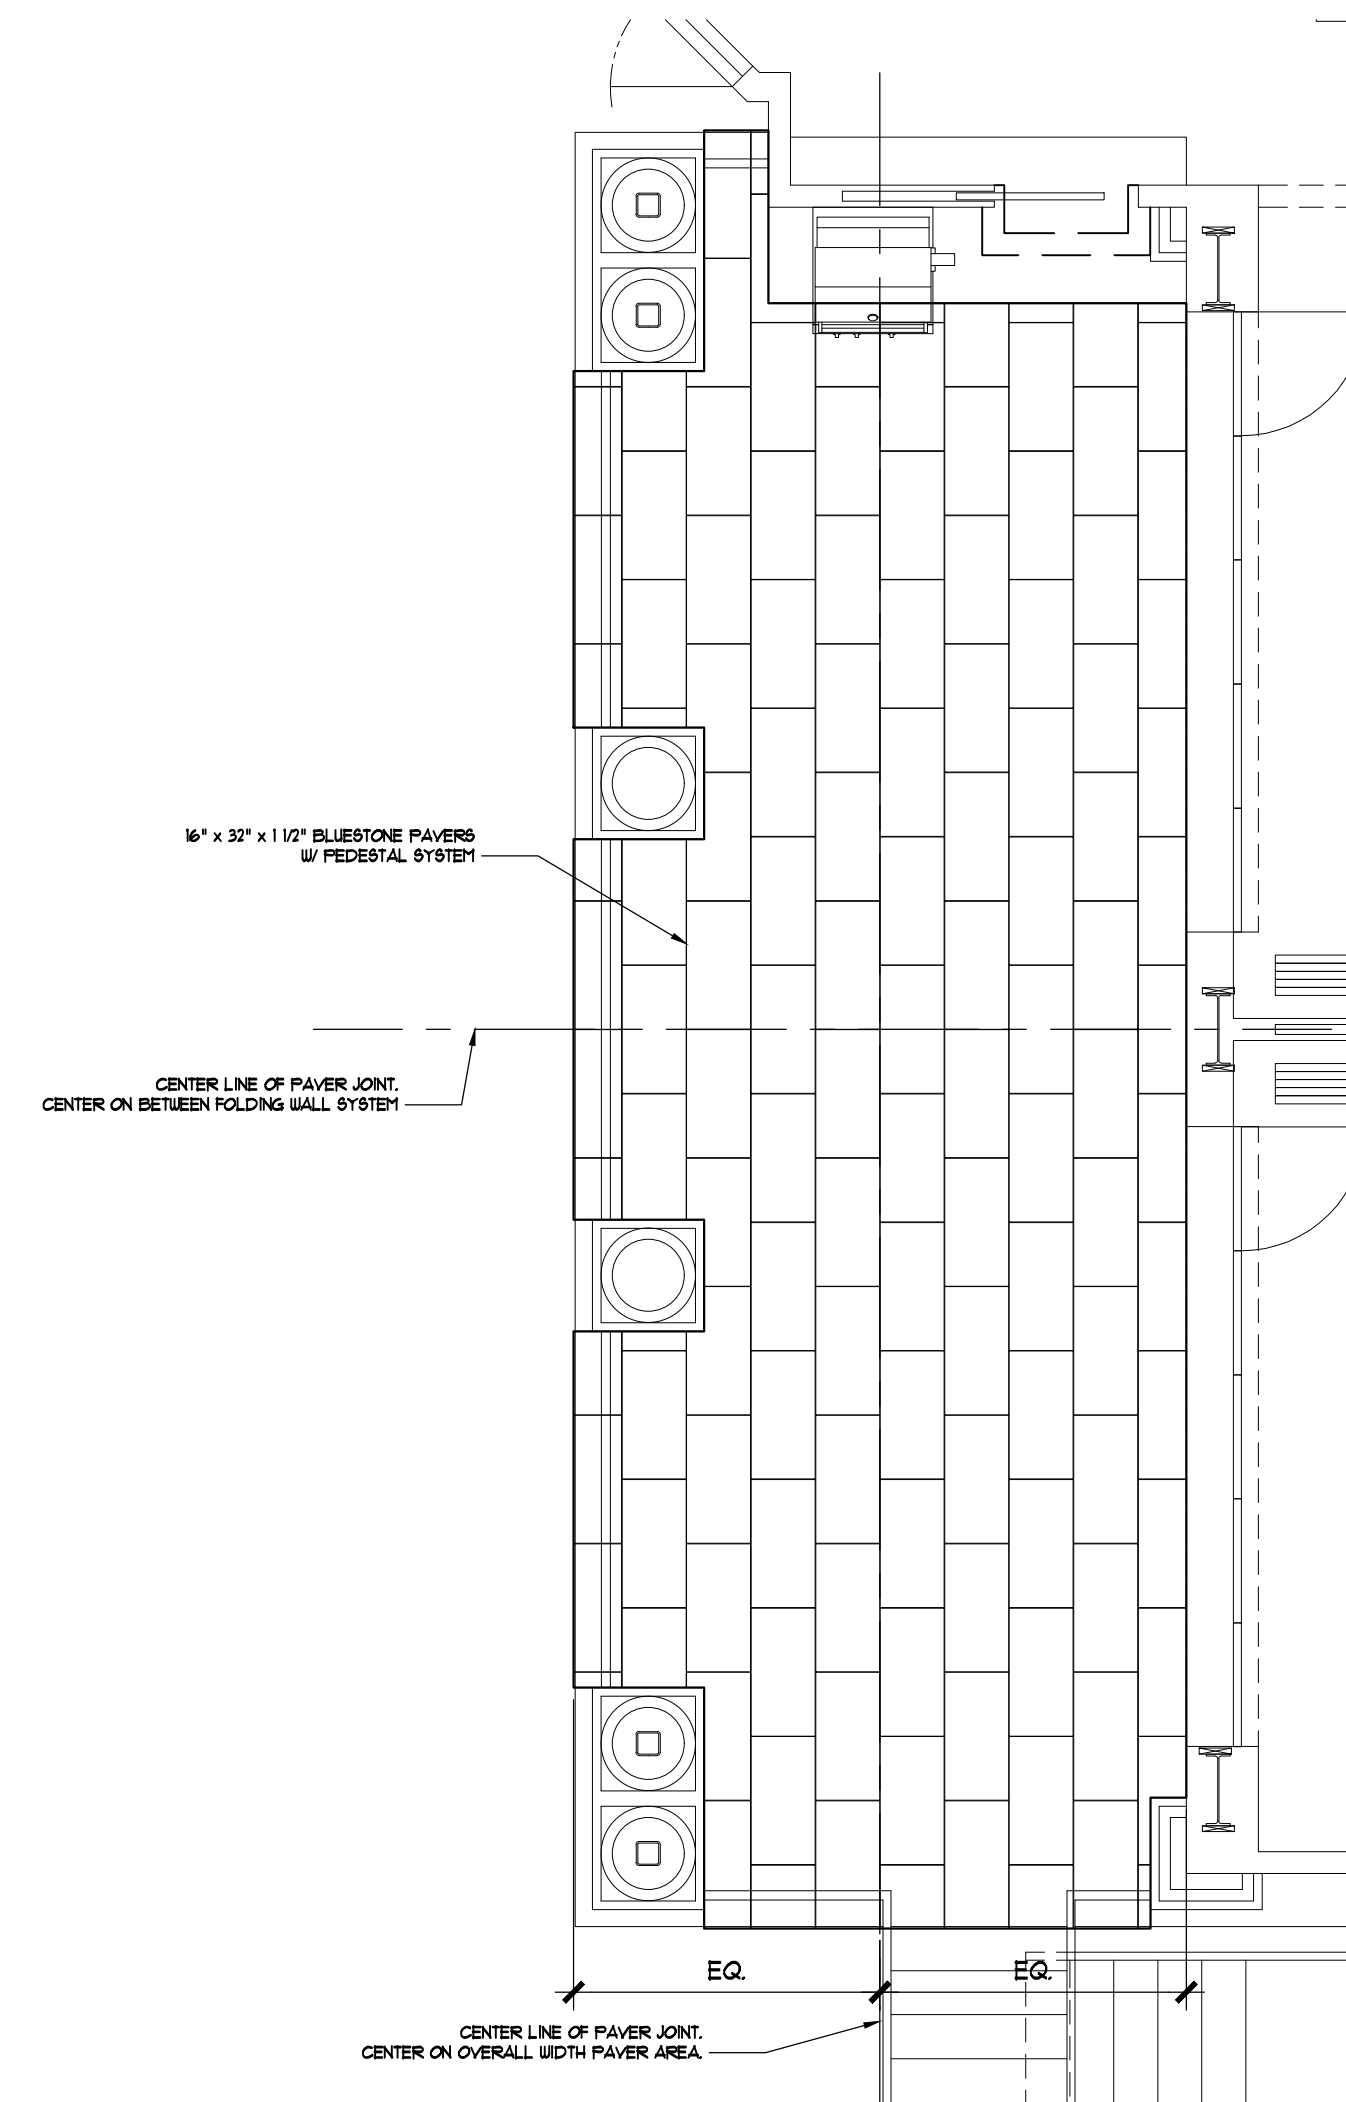 16" x 32" x 1 1/2" BLUESTONE PAVERS
W/ PEDESTAL SYSTEM
CENTER LINE OF PAVER JOINT.
CENTER ON BETWEEN FOLDING WALL SYSTEM
EQ.
EQ.
CENTER LINE OF PAVER JOINT.
CENTER ON OVERALL WIDTH PAVER AREA.